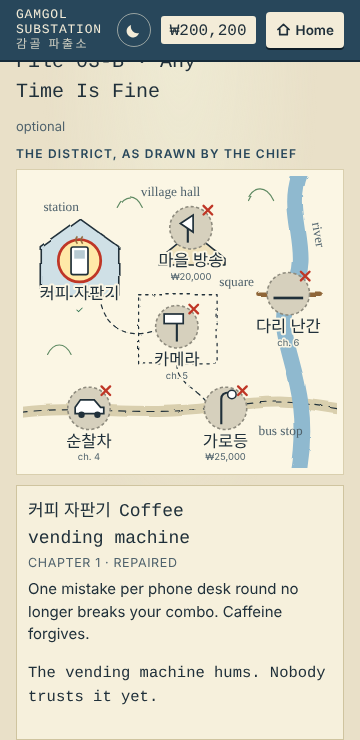 GAMGOL
SUBSTATION
감골 파출소
₩200,200
Home
File 03-B · Any
Time Is Fine
optional
THE DISTRICT, AS DRAWN BY THE CHIEF
village hall
station
마을 방송
₩20,000
river
square
커피 자판기
✓
다리 난간
ch. 6
카메라
ch. 5
순찰차
ch. 4
가로등
₩25,000
bus stop
커피 자판기 Coffee
vending machine
CHAPTER 1 · REPAIRED
One mistake per phone desk round no
longer breaks your combo. Caffeine
forgives.
The vending machine hums. Nobody
trusts it yet.